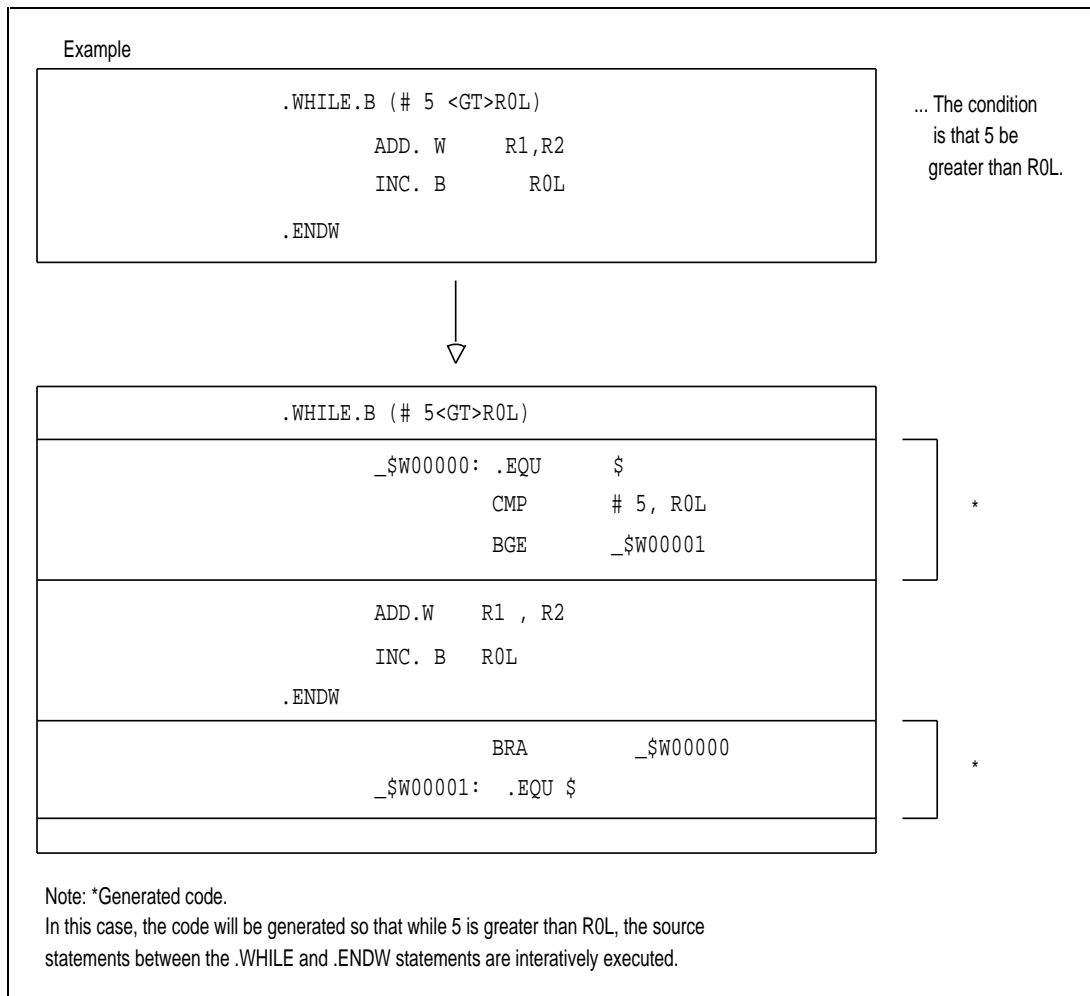 Example
.WHILE.B (# 5 <GT>R0L)
ADD. W R1,R2
INC. B R0L
.ENDW
... The condition
is that 5 be
greater than R0L.
.WHILE.B (# 5<GT>R0L)
_$W00000: .EQU $
CMP # 5, R0L
BGE _$W00001
*
ADD.W R1 , R2
INC. B R0L
.ENDW
BRA _$W00000
_$W00001: .EQU $
*
Note: *Generated code.
In this case, the code will be generated so that while 5 is greater than R0L, the source
statements between the .WHILE and .ENDW statements are interatively executed.